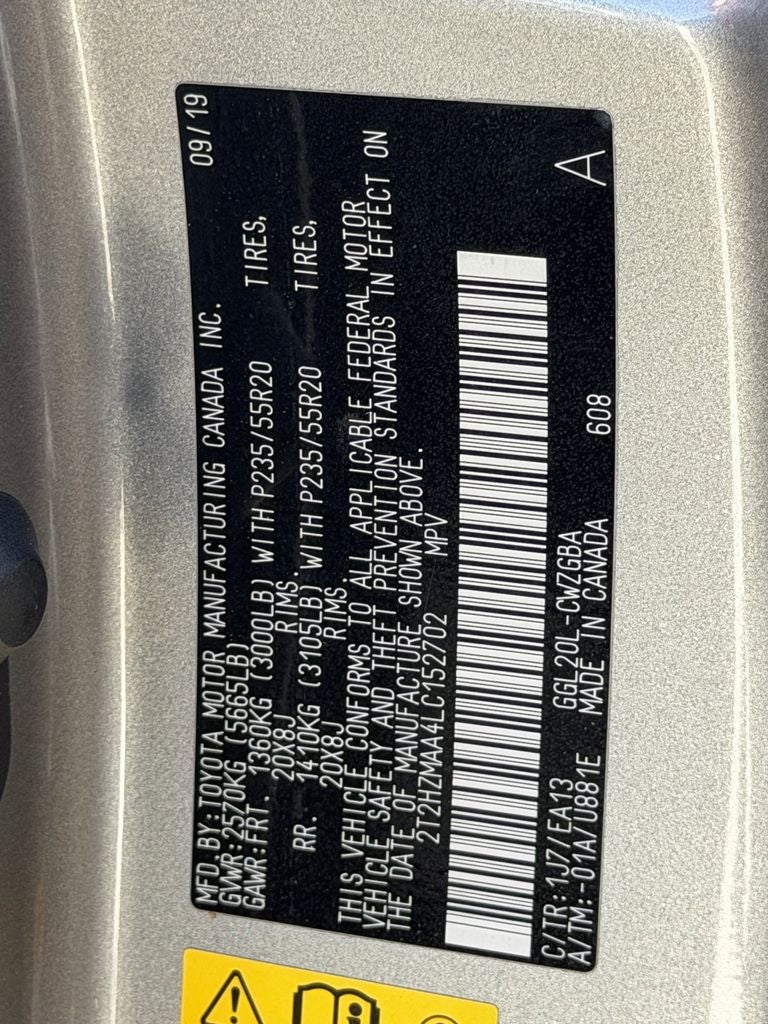 MFD.BY:TOYOTA MOTOR MANUFACTURING CANADA INC. 09/19
GVWR:2570KG (5665LB)
GAWR:FRT. 1360KG (3000LB) WITH P235/55R20 TIRES,
20X8J RIMS.
RR. 1410KG (3105LB) WITH P235/55R20 TIRES,
20X8J RIMS.
THIS VEHICLE CONFORMS TO ALL APPLICABLE FEDERAL MOTOR
VEHICLE SAFETY AND THEFT PREVENTION STANDARDS IN EFFECT ON
THE DATE OF MANUFACTURE SHOWN ABOVE.
2T2HZMAA4LC152702 MPV
A
C/TR:1J7/EA13 GGL20L-CWZGBA
A/TM:-01A/U881E MADE IN CANADA 608